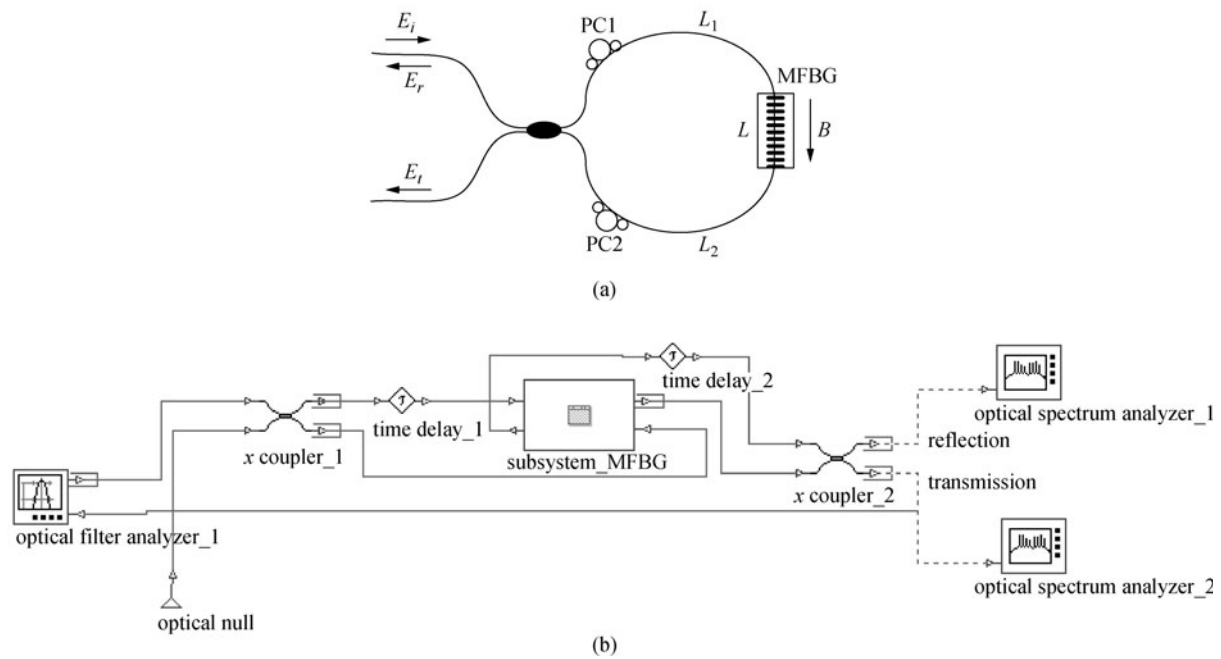 E_i
E_r
E_t
PC1
L_1
MFBG
L
B
PC2
L_2
(a)
time delay_2
time delay_1
x coupler_1
subsystem_MFBG
x coupler_2
reflection
transmission
optical spectrum analyzer_1
optical filter analyzer_1
optical spectrum analyzer_2
optical null
(b)